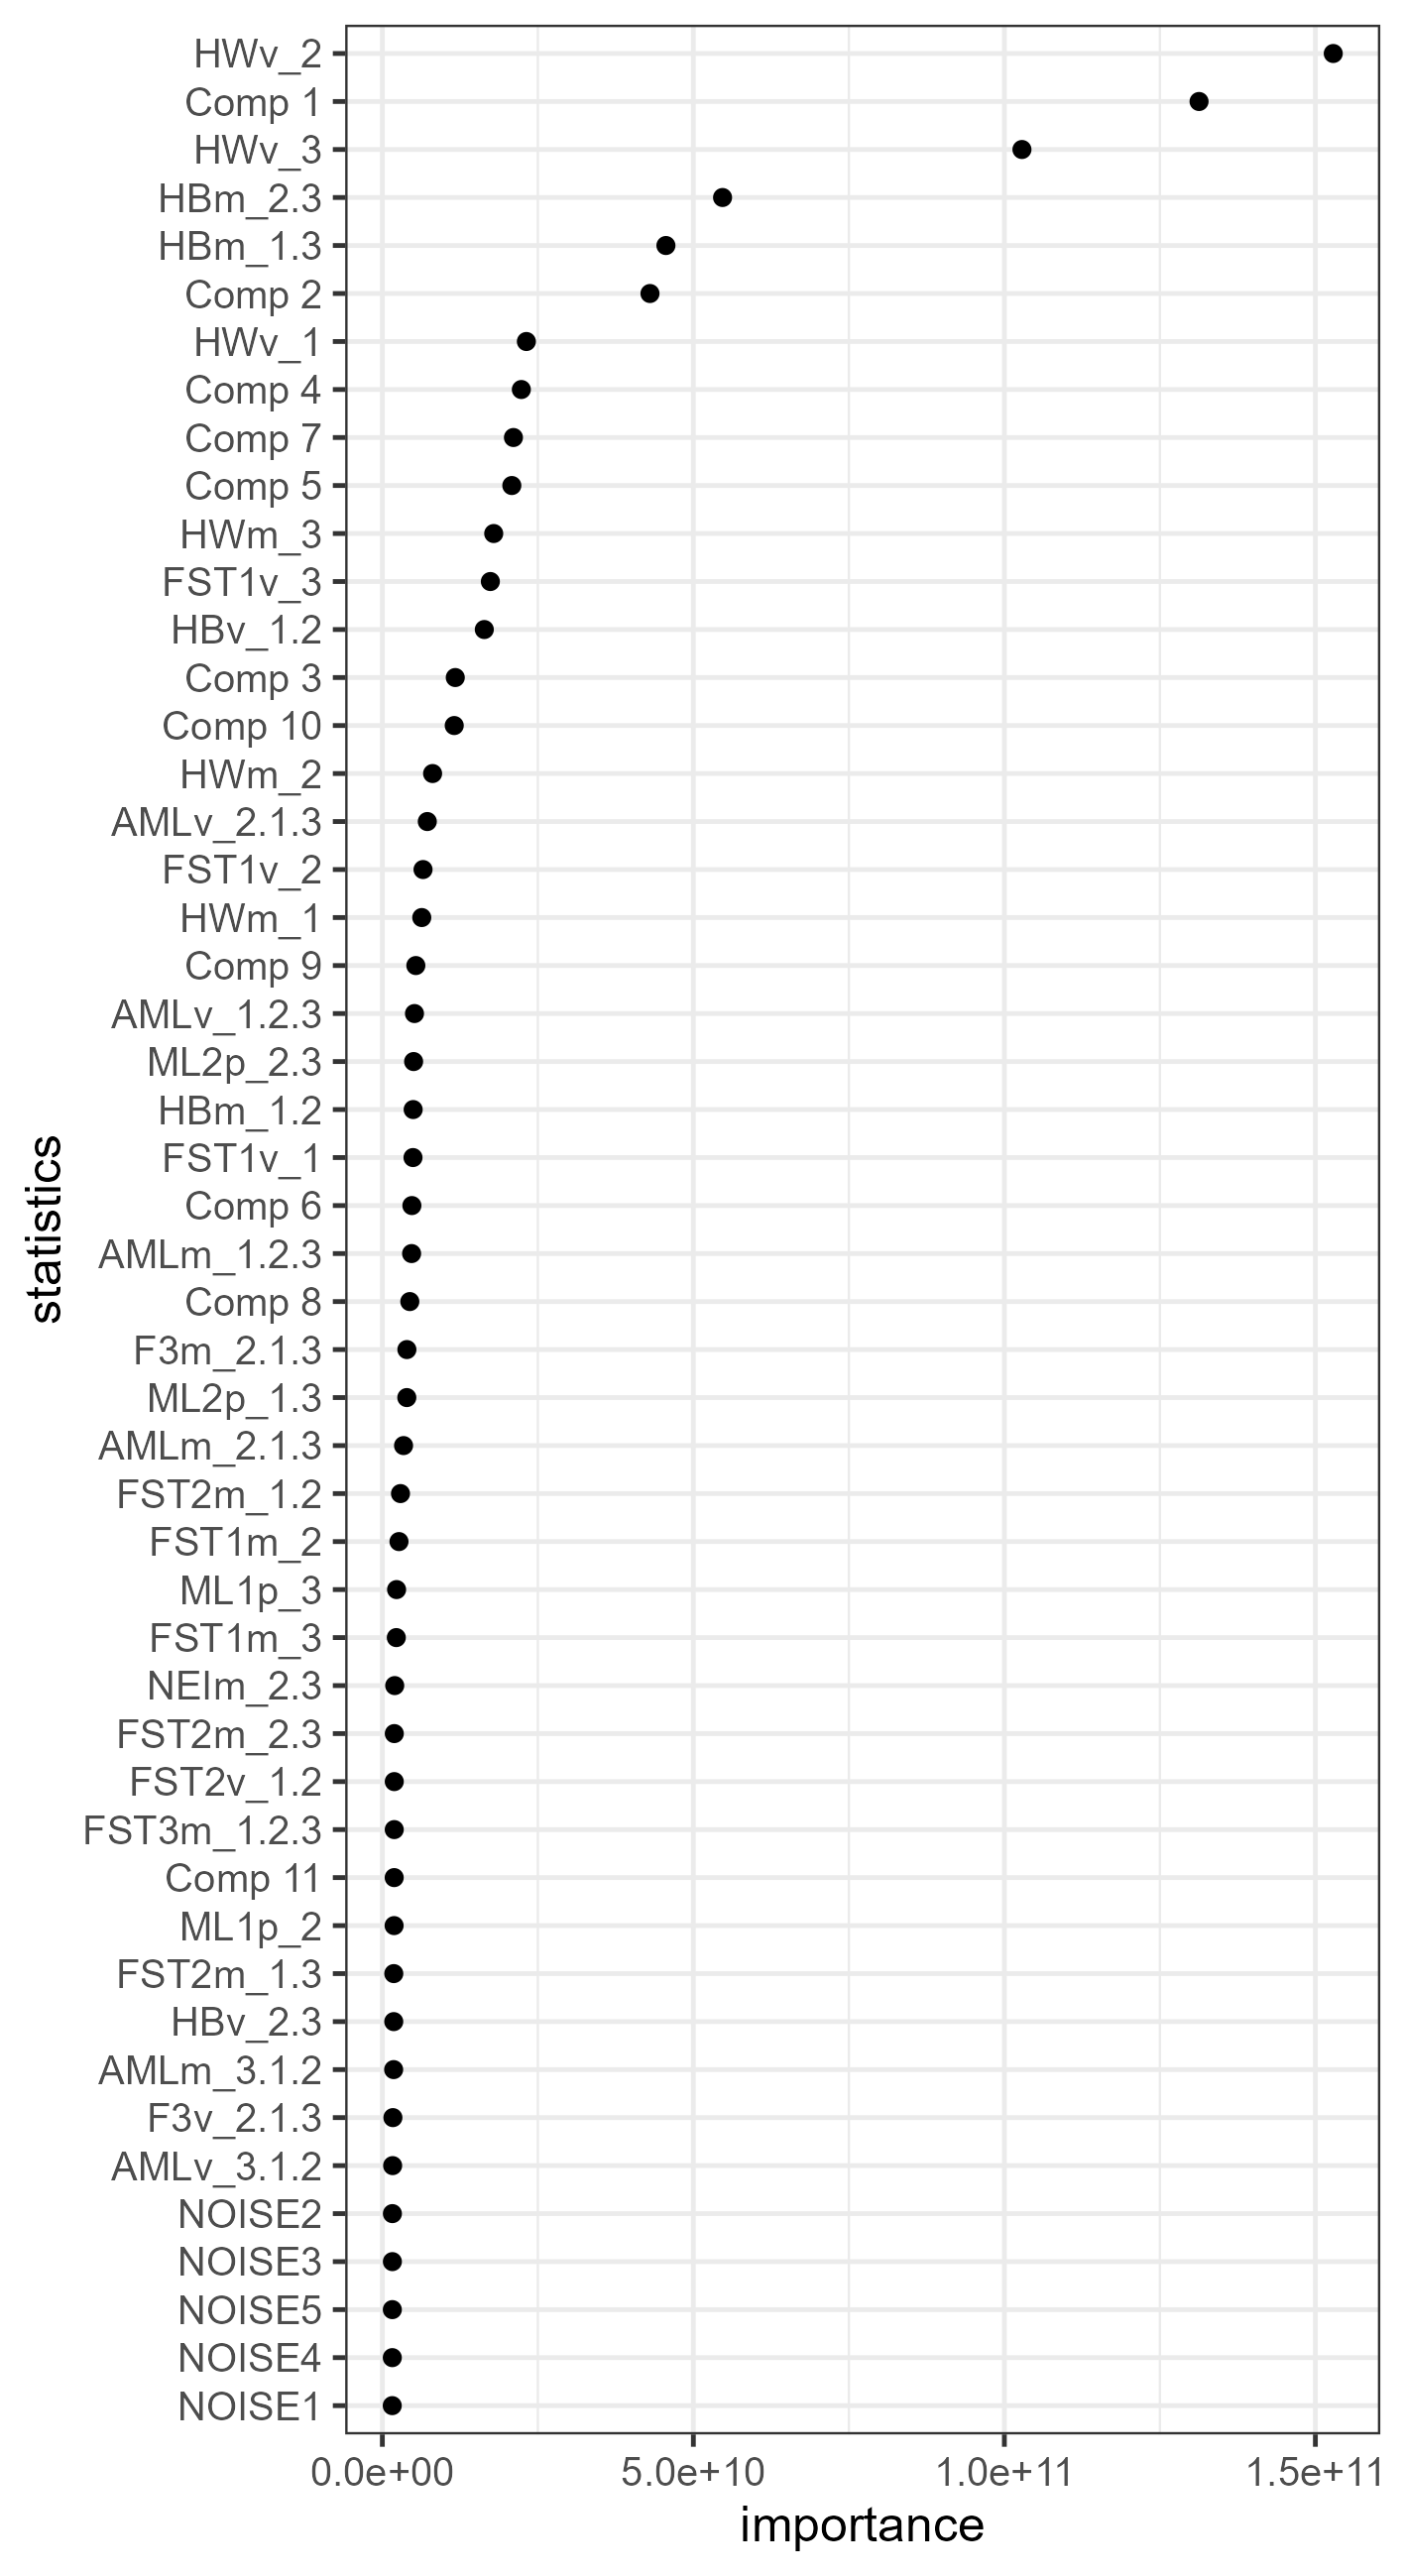 HWv_2
Comp 1
HWv_3
HBm_2.3
HBm_1.3
Comp 2
HWv_1
Comp 4
Comp 7
Comp 5
HWm_3
FST1v_3
HBv_1.2
Comp 3
Comp 10
HWm_2
AMLv_2.1.3
FST1v_2
HWm_1
Comp 9
AMLv_1.2.3
ML2p_2.3
HBm_1.2
FST1v_1
Comp 6
AMLm_1.2.3
Comp 8
F3m_2.1.3
ML2p_1.3
AMLm_2.1.3
FST2m_1.2
FST1m_2
ML1p_3
FST1m_3
NEIm_2.3
FST2m_2.3
FST2v_1.2
FST3m_1.2.3
Comp 11
ML1p_2
FST2m_1.3
HBv_2.3
AMLm_3.1.2
F3v_2.1.3
AMLv_3.1.2
NOISE2
NOISE3
NOISE5
NOISE4
NOISE1
statistics
0.0e+00 5.0e+10 1.0e+11 1.5e+11
importance